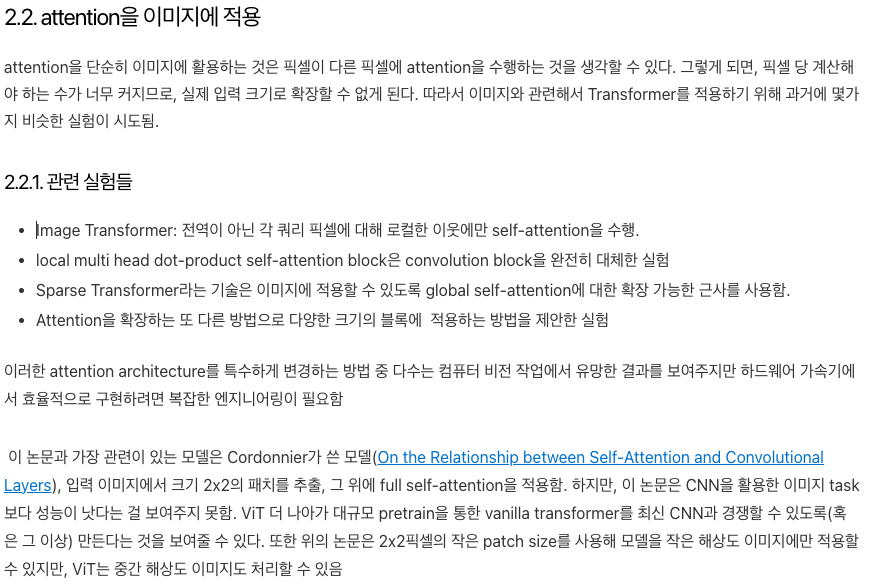 2.2. attention을 이미지에 적용
attention을 단순히 이미지에 활용하는 것은 픽셀이 다른 픽셀에 attention을 수행하는 것을 생각할 수 있다. 그렇게 되면, 픽셀 당 계산해
야 하는 수가 너무 커지므로, 실제 입력 크기로 확장할 수 없게 된다. 따라서 이미지와 관련해서 Transformer를 적용하기 위해 과거에 몇가
지 비슷한 실험이 시도됨.
2.2.1. 관련 실험들
• Image Transformer: 전역이 아닌 각 쿼리 픽셀에 대해 로컬한 이웃에만 self-attention을 수행.
• local multi head dot-product self-attention block은 convolution block을 완전히 대체한 실험
• Sparse Transformer라는 기술은 이미지에 적용할 수 있도록 global self-attention에 대한 확장 가능한 근사를 사용함.
• Attention을 확장하는 또 다른 방법으로 다양한 크기의 블록에  적용하는 방법을 제안한 실험
이러한 attention architecture를 특수하게 변경하는 방법 중 다수는 컴퓨터 비전 작업에서 유망한 결과를 보여주지만 하드웨어 가속기에
서 효율적으로 구현하려면 복잡한 엔지니어링이 필요함
이 논문과 가장 관련이 있는 모델은 Cordonnier가 쓴 모델(On the Relationship between Self-Attention and Convolutional
Layers), 입력 이미지에서 크기 2x2의 패치를 추출, 그 위에 full self-attention을 적용함. 하지만, 이 논문은 CNN을 활용한 이미지 task
보다 성능이 낫다는 걸 보여주지 못함. ViT 더 나아가 대규모 pretrain을 통한 vanilla transformer를 최신 CNN과 경쟁할 수 있도록(혹
은 그 이상) 만든다는 것을 보여줄 수 있다. 또한 위의 논문은 2x2픽셀의 작은 patch size를 사용해 모델을 작은 해상도 이미지에만 적용할
수 있지만, ViT는 중간 해상도 이미지도 처리할 수 있음